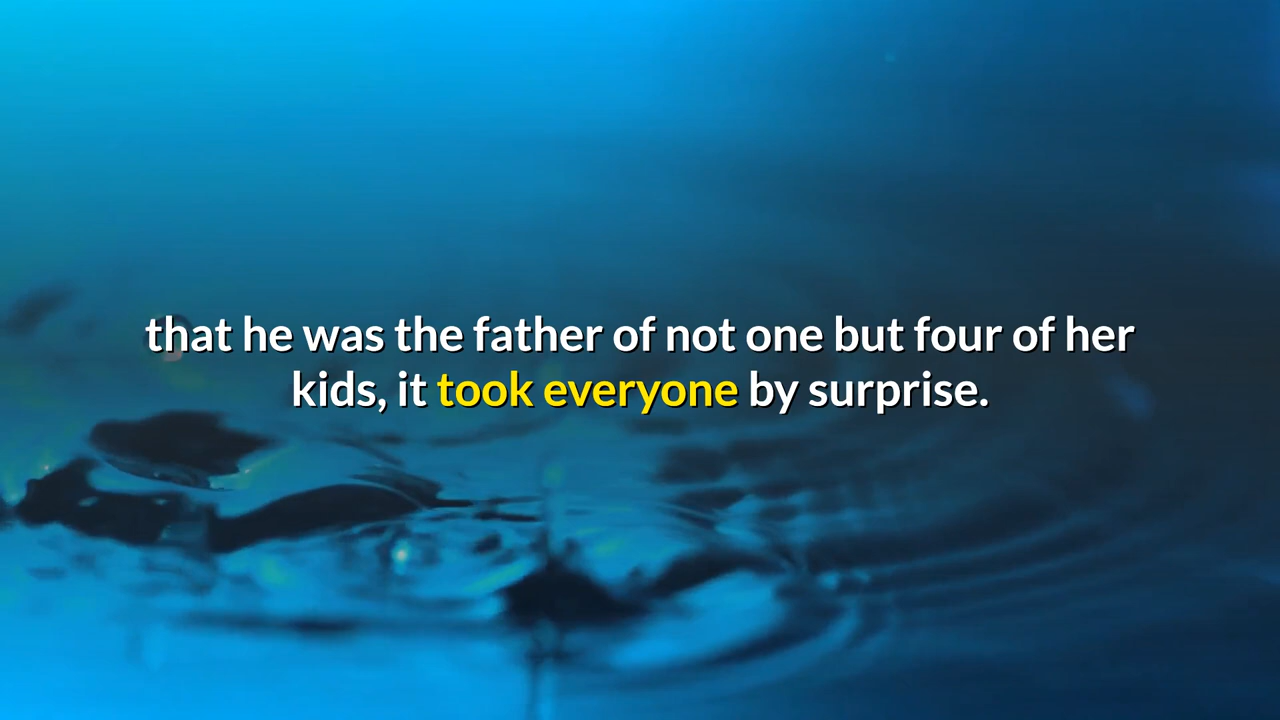 that he was the father of not one but four of her
kids, it took everyone by surprise.